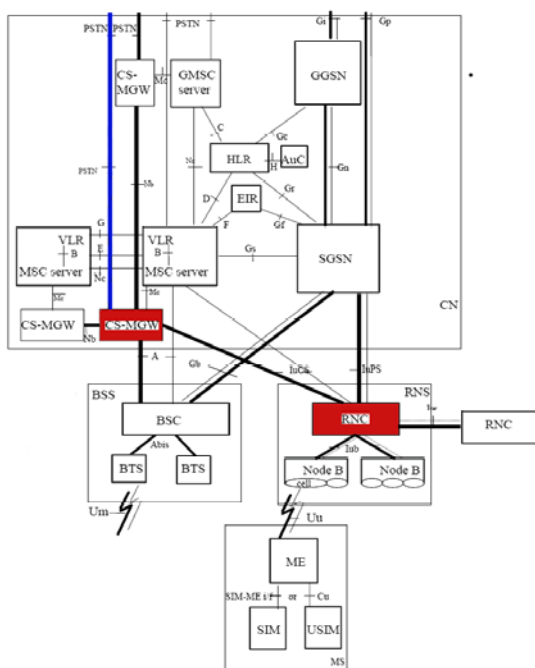 PSTN PSTN PSTN Gi Gp
CS-MGW
GMSC server
GGSN
Mc
C
Gc
HLR
H
AuC
PSTN
Nb
Nc
Gn
D
Gr
EIR
F
Gf
G
VLR
B
MSC server
E
Nc
VLR
B
MSC server
Gs
SGSN
Mc
Mc
CN
CS-MGW
Nb
CS-MGW
A
Gb
IuCS
IuPS
BSS
RNS
BSC
RNC
Iur
RNC
Abis
Iub
BTS
BTS
Node B
Node B
cell
Um
Uu
ME
SIM-ME i/f or Cu
SIM
USIM
MS